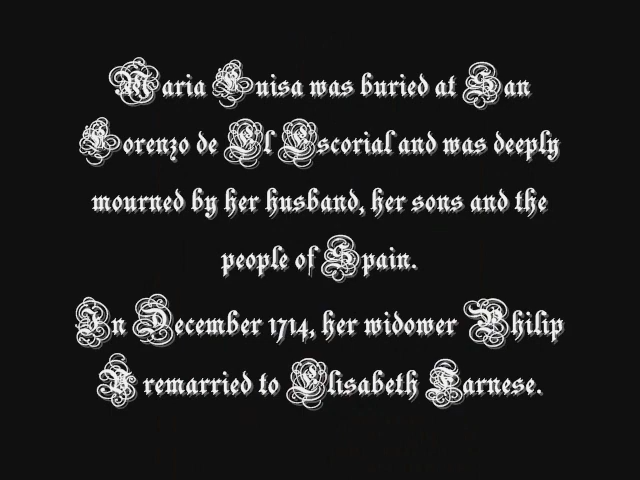 Maria Luisa was buried at San
Lorenzo de El Escorial and was deeply
mourned by her husband, her sons and the
people of Spain.
In December 1714, her widower Philip
V remarried to Elisabeth Farnese.